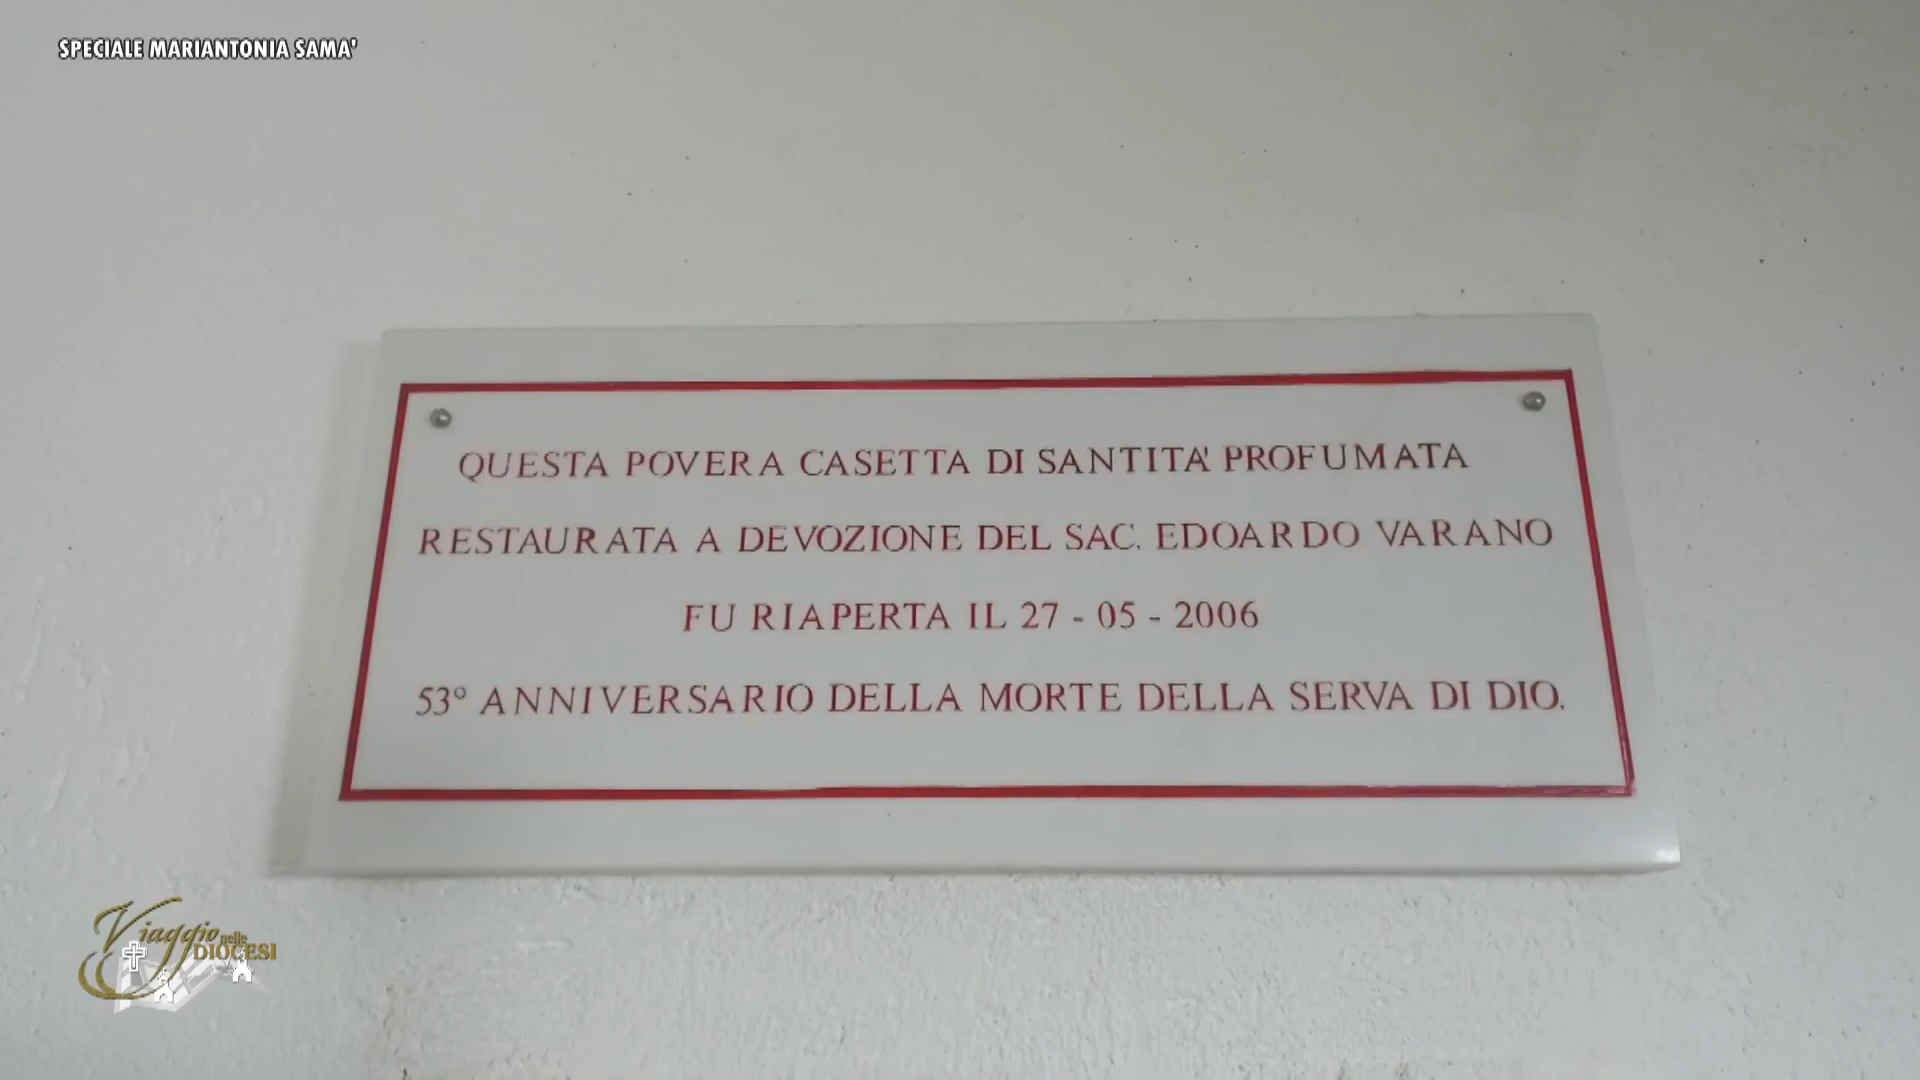 SPECIALE MARIANTONIA SAMA'
QUESTA POVERA CASETTA DI SANTITA' PROFUMATA
RESTAURATA A DEVOZIONE DEL SAC. EDOARDO VARANO
FU RIAPERTA IL 27 - 05 - 2006
53° ANNIVERSARIO DELLA MORTE DELLA SERVA DI DIO.
Viaggio nelle
DIOCESI